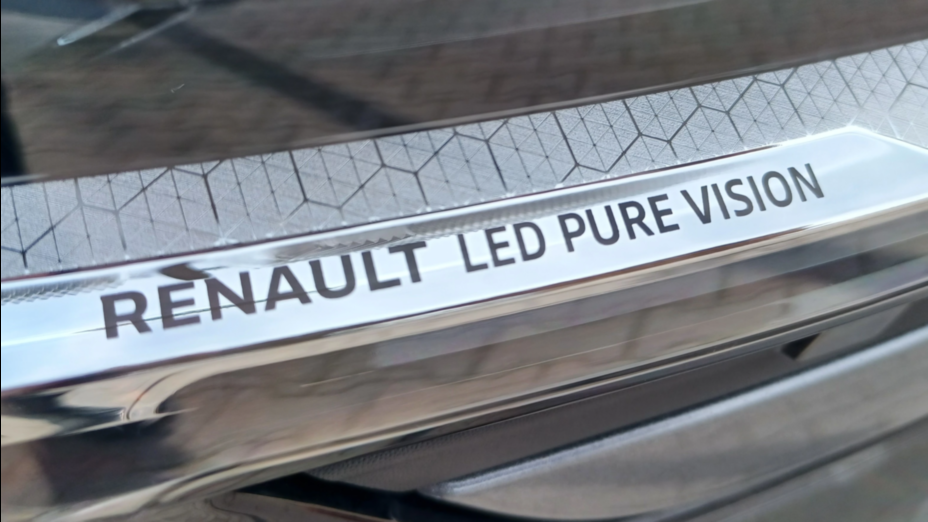 RENAULT LED PURE VISION